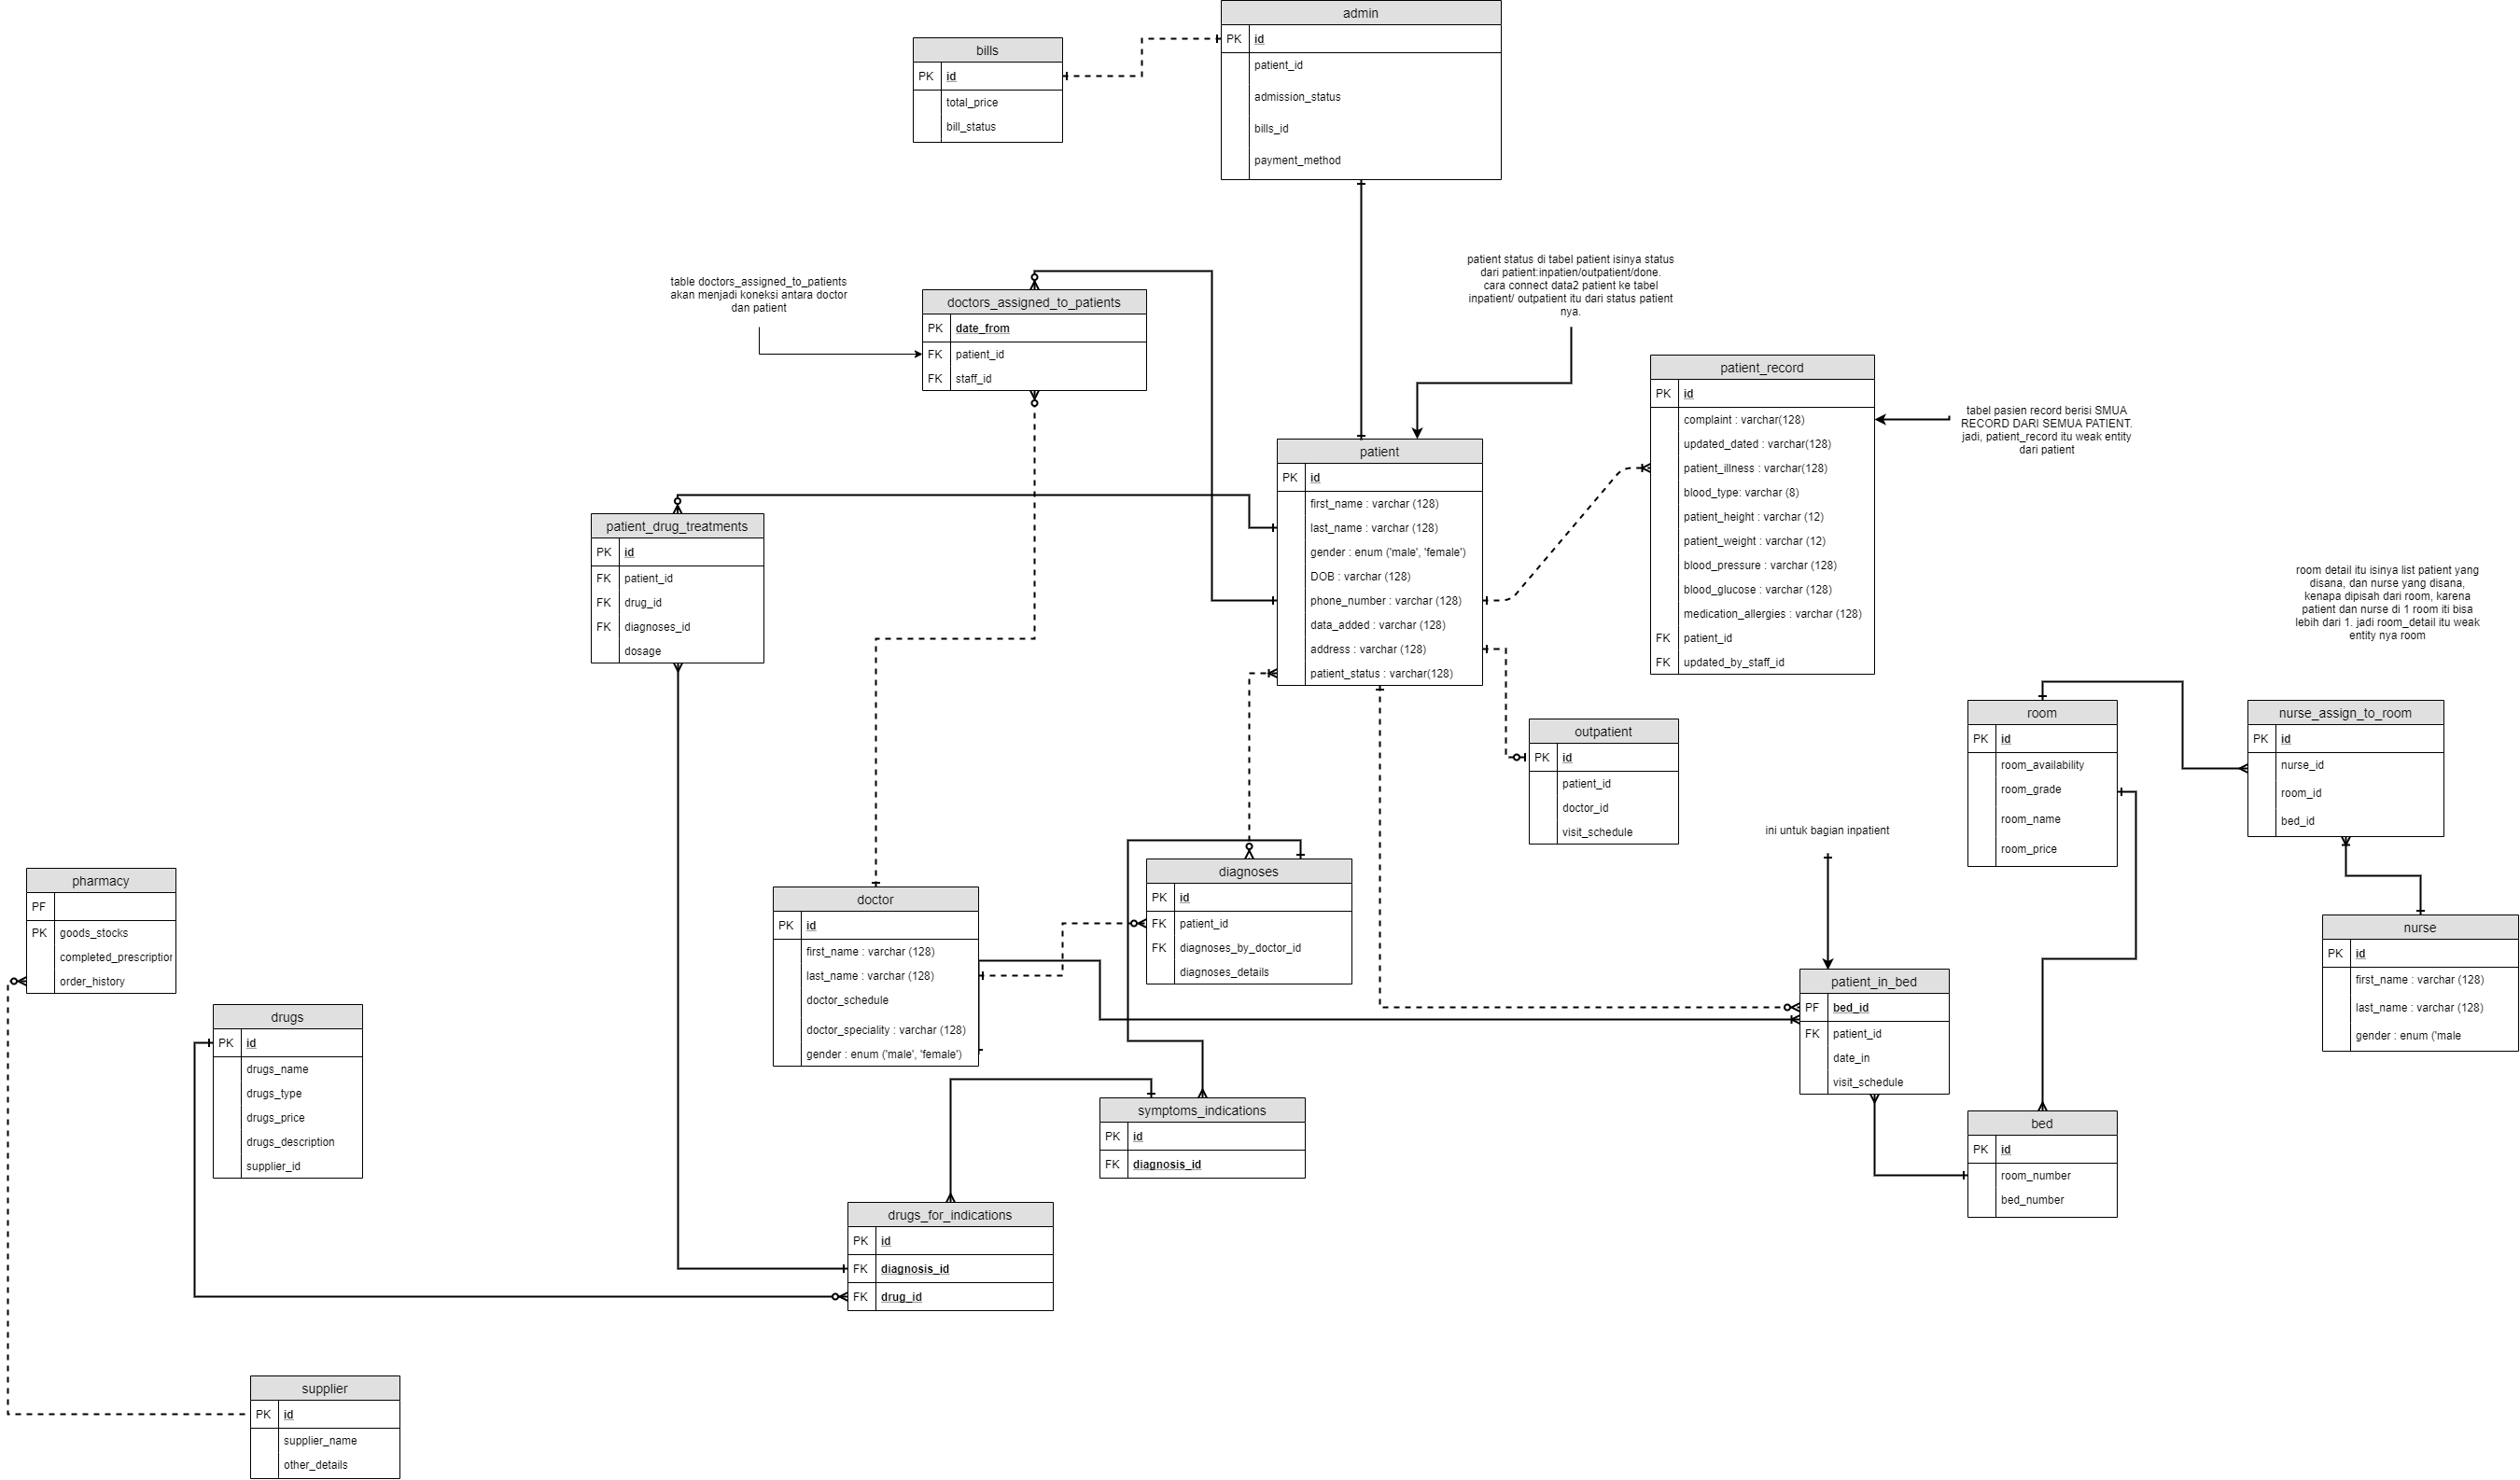 admin
PK id
patient_id
admission_status
bills_id
payment_method
bills
PK id
total_price
bill_status
table doctors_assigned_to_patients
akan menjadi koneksi antara doctor
dan patient
doctors_assigned_to_patients
PK date_from
FK patient_id
FK staff_id
patient status di tabel patient isinya status
dari patient:inpatien/outpatient/done.
cara connect data2 patient ke tabel
inpatient/ outpatient itu dari status patient
nya.
patient_record
PK id
complaint : varchar(128)
updated_dated : varchar(128)
patient_illness : varchar(128)
blood_type: varchar (8)
patient_height : varchar (12)
patient_weight : varchar (12)
blood_pressure : varchar (128)
blood_glucose : varchar (128)
medication_allergies : varchar (128)
FK patient_id
FK updated_by_staff_id
tabel pasien record berisi SMUA
RECORD DARI SEMUA PATIENT.
jadi, patient_record itu weak entity
dari patient
patient
PK id
first_name : varchar (128)
last_name : varchar (128)
gender : enum ('male', 'female')
DOB : varchar (128)
phone_number : varchar (128)
data_added : varchar (128)
address : varchar (128)
patient_status : varchar(128)
patient_drug_treatments
PK id
FK patient_id
FK drug_id
FK diagnoses_id
dosage
room detail itu isinya list patient yang
disana, dan nurse yang disana,
kenapa dipisah dari room, karena
patient dan nurse di 1 room iti bisa
lebih dari 1. jadi room_detail itu weak
entity nya room
outpatient
PK id
patient_id
doctor_id
visit_schedule
room
PK id
room_availability
room_grade
room_name
room_price
nurse_assign_to_room
PK id
nurse_id
room_id
bed_id
ini untuk bagian inpatient
pharmacy
PF
PK goods_stocks
completed_prescription
order_history
doctor
PK id
first_name : varchar (128)
last_name : varchar (128)
doctor_schedule
doctor_speciality : varchar (128)
gender : enum ('male', 'female')
diagnoses
PK id
FK patient_id
FK diagnoses_by_doctor_id
diagnoses_details
nurse
PK id
first_name : varchar (128)
last_name : varchar (128)
gender : enum ('male
patient_in_bed
PF bed_id
FK patient_id
date_in
visit_schedule
drugs
PK id
drugs_name
drugs_type
drugs_price
drugs_description
supplier_id
symptoms_indications
PK id
FK diagnosis_id
bed
PK id
room_number
bed_number
drugs_for_indications
PK id
FK diagnosis_id
FK drug_id
supplier
PK id
supplier_name
other_details